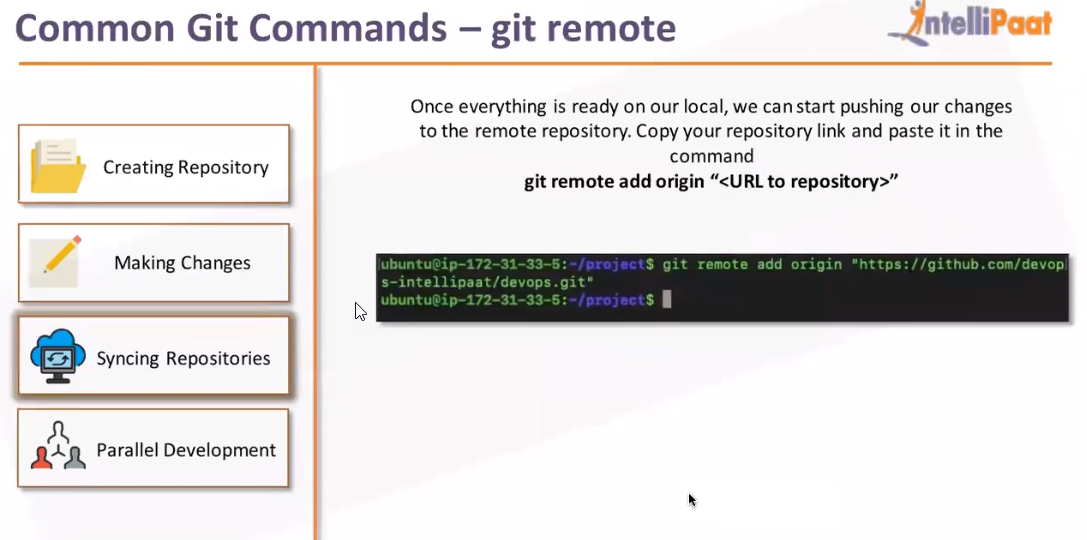 Common Git Commands – git remote
IntelliPaat
Creating Repository
Making Changes
Syncing Repositories
Parallel Development
Once everything is ready on our local, we can start pushing our changes
to the remote repository. Copy your repository link and paste it in the
command
git remote add origin “<URL to repository>”
ubuntu@ip-172-31-33-5:~/project$ git remote add origin "https://github.com/devop
s-intellipaat/devops.git"
ubuntu@ip-172-31-33-5:~/project$